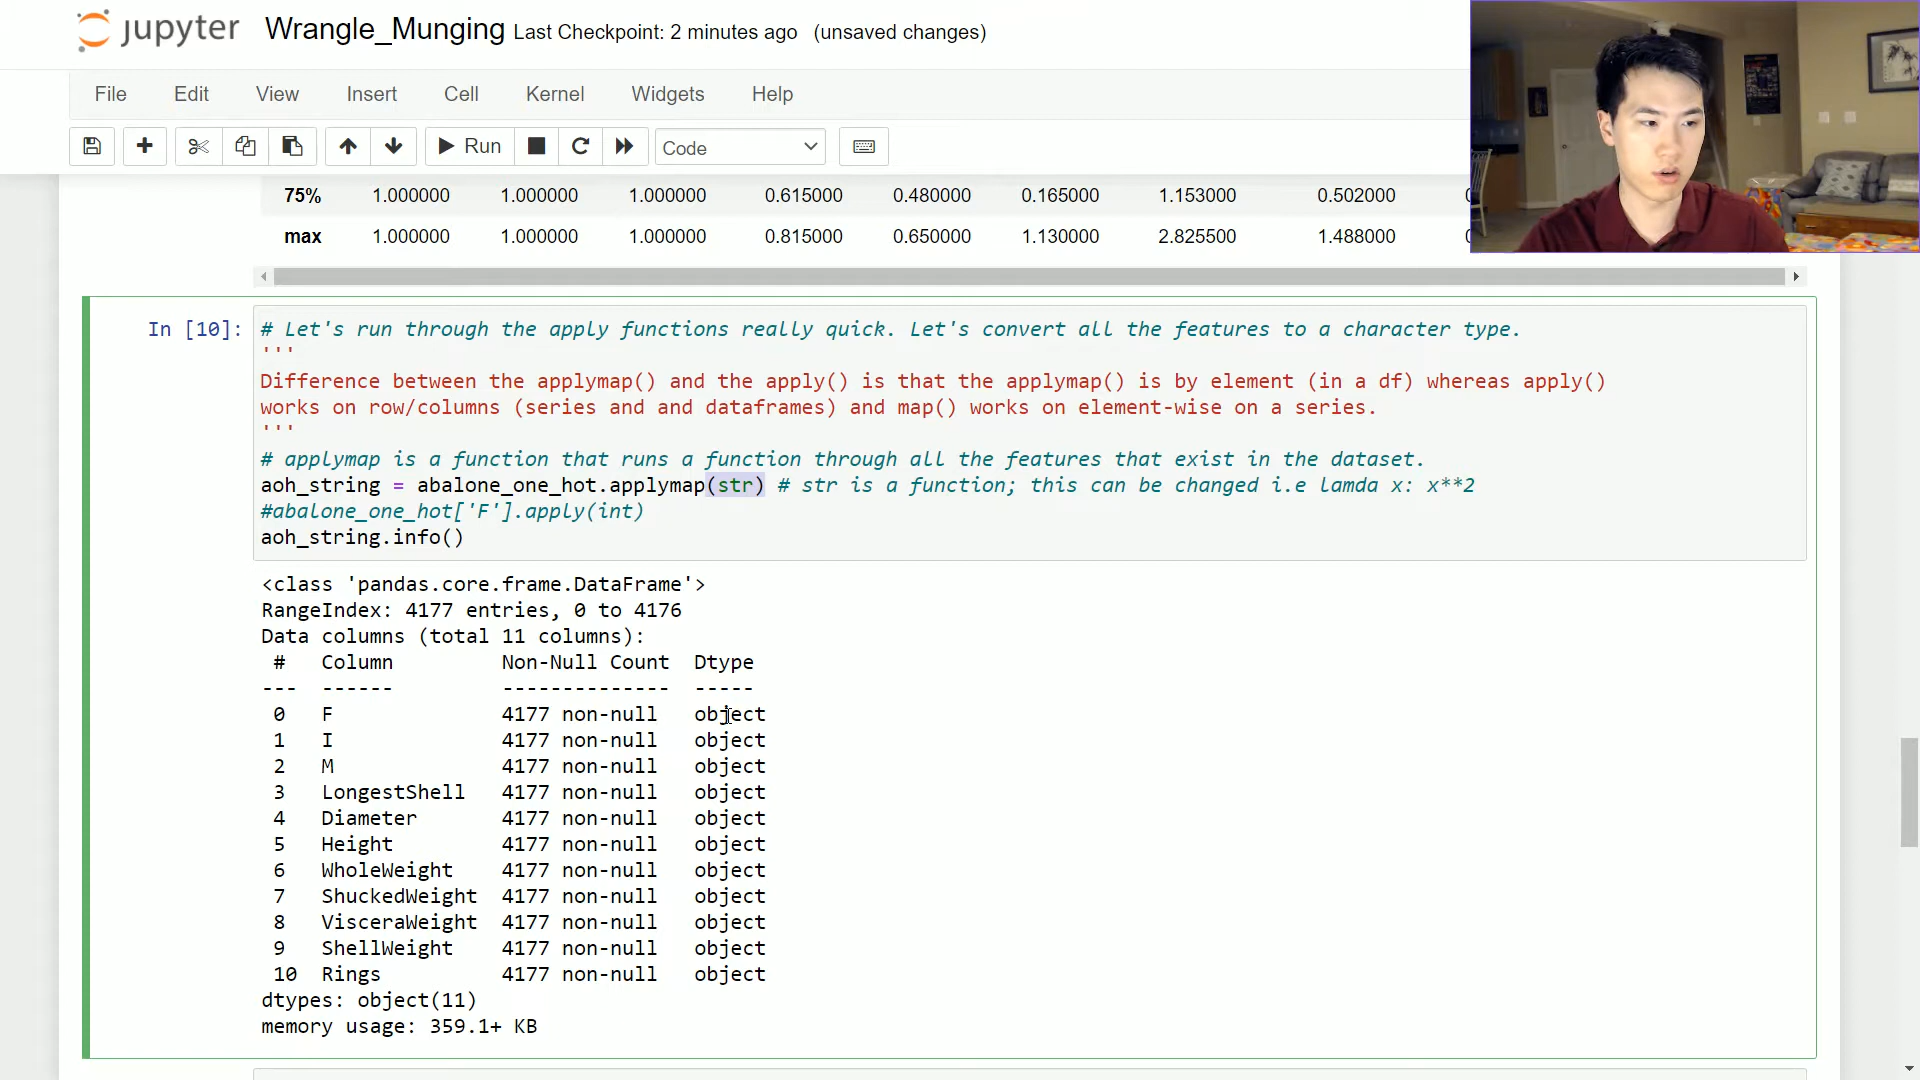 jupyter Wrangle_Munging Last Checkpoint: 2 minutes ago (unsaved changes)
File Edit View Insert Cell Kernel Widgets Help
Run Code
75% 1.000000 1.000000 1.000000 0.615000 0.480000 0.165000 1.153000 0.502000
max 1.000000 1.000000 1.000000 0.815000 0.650000 1.130000 2.825500 1.488000
In [10]: # Let's run through the apply functions really quick. Let's convert all the features to a character type.
'''
Difference between the applymap() and the apply() is that the applymap() is by element (in a df) whereas apply()
works on row/columns (series and and dataframes) and map() works on element-wise on a series.
'''
# applymap is a function that runs a function through all the features that exist in the dataset.
aoh_string = abalone_one_hot.applymap(str) # str is a function; this can be changed i.e lamda x: x**2
#abalone_one_hot['F'].apply(int)
aoh_string.info()
<class 'pandas.core.frame.DataFrame'>
RangeIndex: 4177 entries, 0 to 4176
Data columns (total 11 columns):
# Column Non-Null Count Dtype
--- ------ -------------- -----
0 F 4177 non-null object
1 I 4177 non-null object
2 M 4177 non-null object
3 LongestShell 4177 non-null object
4 Diameter 4177 non-null object
5 Height 4177 non-null object
6 WholeWeight 4177 non-null object
7 ShuckedWeight 4177 non-null object
8 VisceraWeight 4177 non-null object
9 ShellWeight 4177 non-null object
10 Rings 4177 non-null object
dtypes: object(11)
memory usage: 359.1+ KB